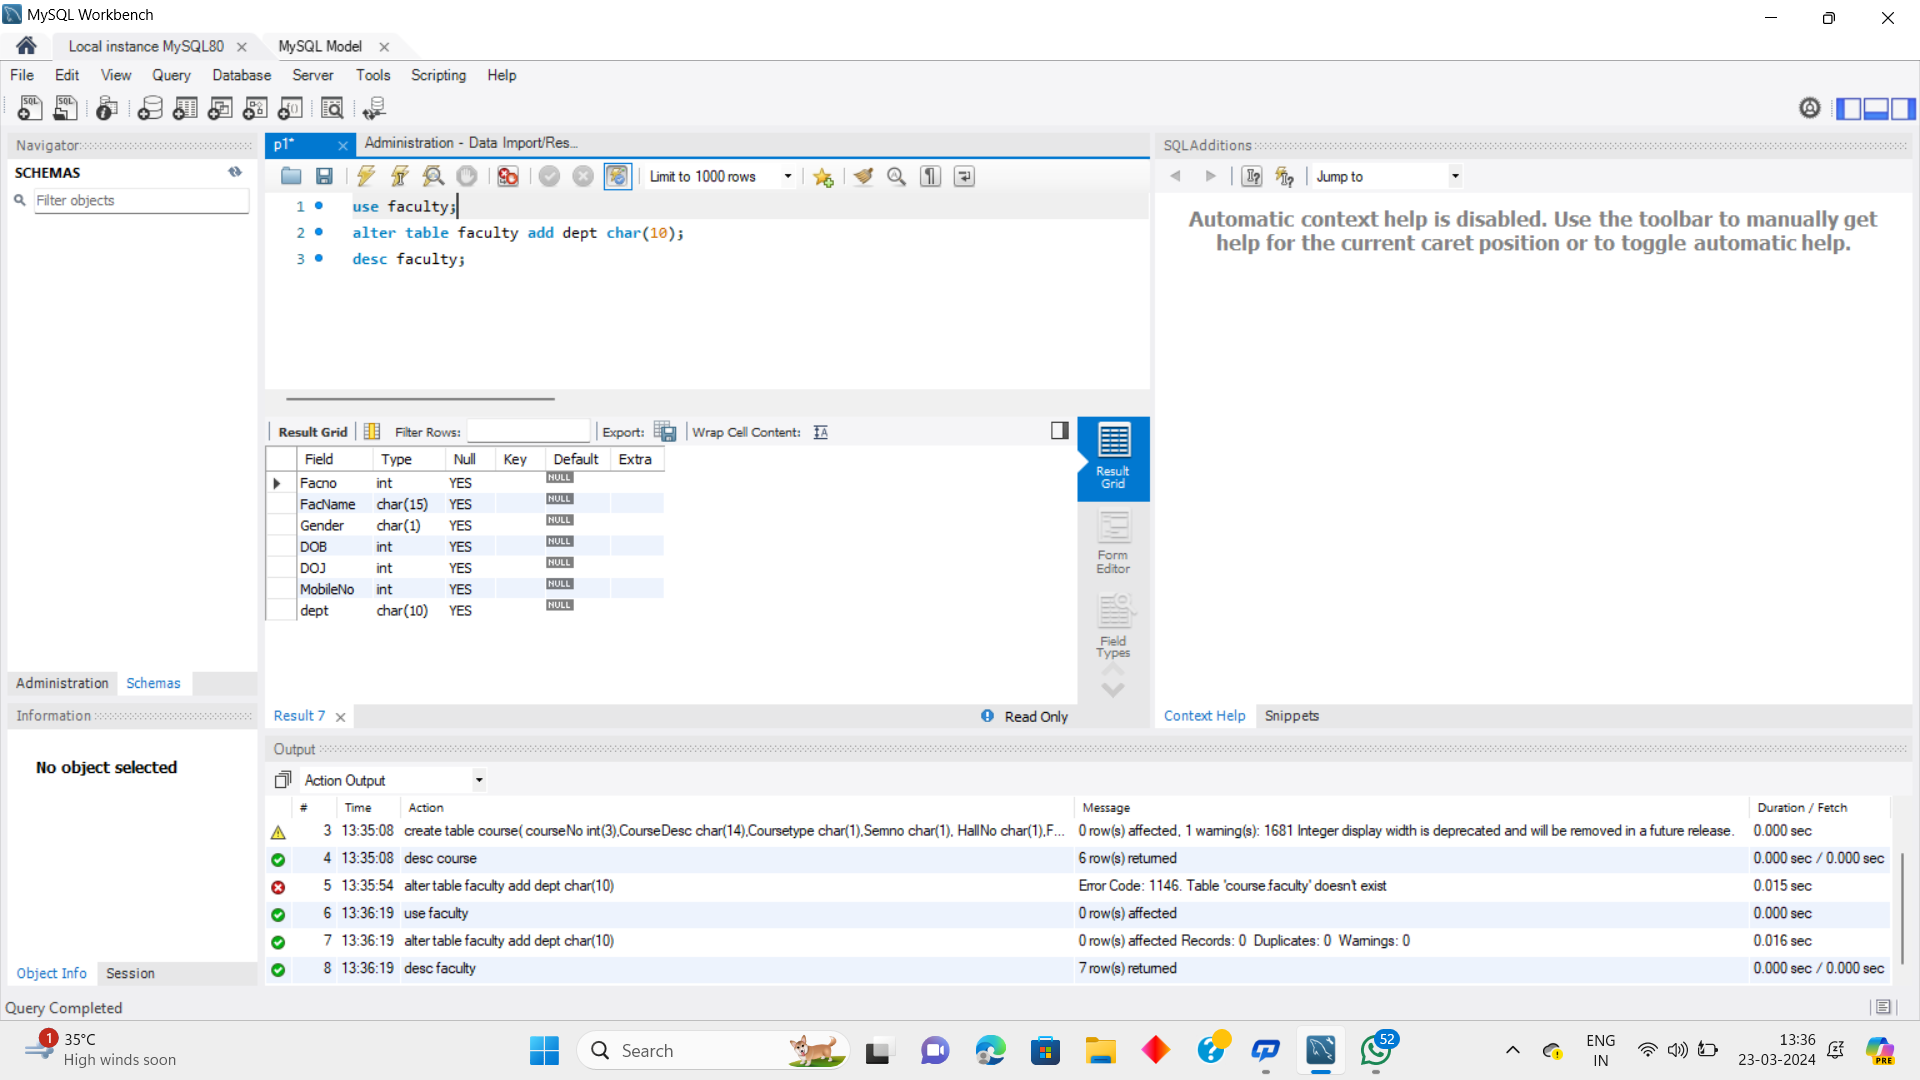 MySQL Workbench
Local instance MySQL80
MySQL Model
File Edit View Query Database Server Tools Scripting Help
Navigator
SCHEMAS
Filter objects
Administration Schemas
Information
No object selected
Object Info Session
p1* Administration - Data Import/Res...
Limit to 1000 rows
1 use faculty;
2 alter table faculty add dept char(10);
3 desc faculty;
Result Grid Filter Rows: Export: Wrap Cell Content:
Field Type Null Key Default Extra
Facno int YES NULL
FacName char(15) YES NULL
Gender char(1) YES NULL
DOB int YES NULL
DOJ int YES NULL
MobileNo int YES NULL
dept char(10) YES NULL
Result Grid
Form Editor
Field Types
Result 7 Read Only
SQLAdditions
Jump to
Automatic context help is disabled. Use the toolbar to manually get
help for the current caret position or to toggle automatic help.
Context Help Snippets
Output
Action Output
# Time Action Message Duration / Fetch
3 13:35:08 create table course( courseNo int(3),CourseDesc char(14),Coursetype char(1),Semno char(1), HallNo char(1),F... 0 row(s) affected, 1 warning(s): 1681 Integer display width is deprecated and will be removed in a future release. 0.000 sec
4 13:35:08 desc course 6 row(s) returned 0.000 sec / 0.000 sec
5 13:35:54 alter table faculty add dept char(10) Error Code: 1146. Table 'course.faculty' doesn't exist 0.015 sec
6 13:36:19 use faculty 0 row(s) affected 0.000 sec
7 13:36:19 alter table faculty add dept char(10) 0 row(s) affected Records: 0 Duplicates: 0 Warnings: 0 0.016 sec
8 13:36:19 desc faculty 7 row(s) returned 0.000 sec / 0.000 sec
Query Completed
1 35°C
High winds soon
Search
52
ENG
IN
13:36
23-03-2024
PRE